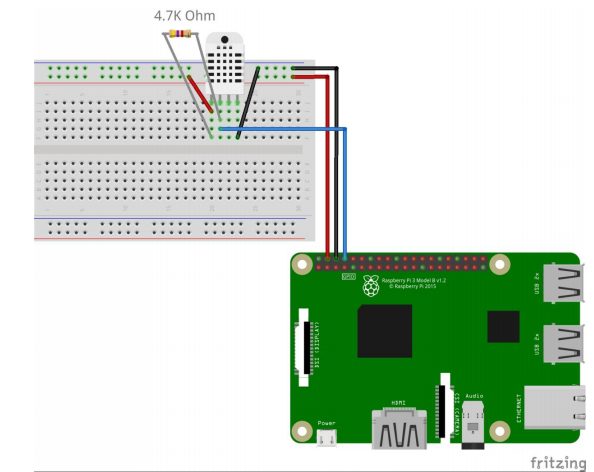 4.7K Ohm
GPIO
Raspberry Pi 3 Model B v1.2
© Raspberry Pi 2015
USB 2x
DSI (DISPLAY)
USB 2x
ETHERNET
CSI (CAMERA)
Audio
HDMI
Power
fritzing